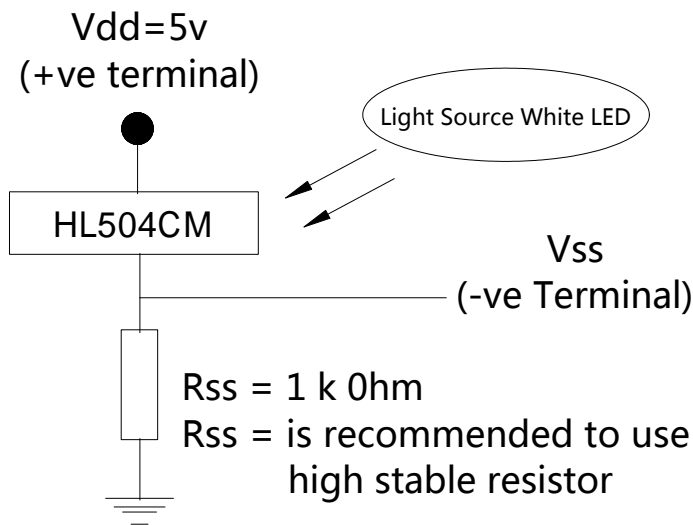 Vdd=5v
(+ve terminal)
Light Source White LED
HL504CM
Vss
(-ve Terminal)
Rss = 1 k 0hm
Rss = is recommended to use
high stable resistor